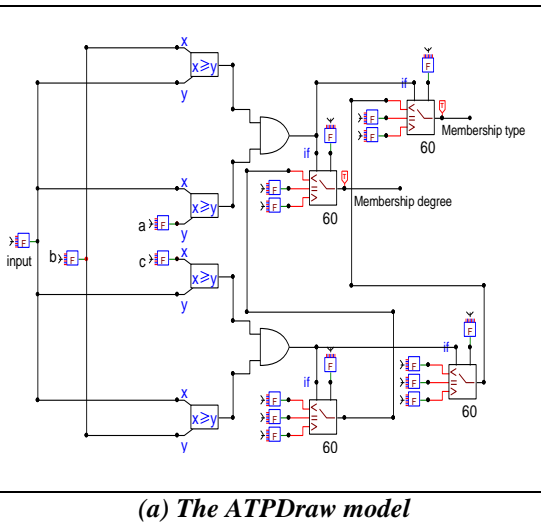 x
x≥y
y
F
if
F
<
=
>
F
F
T
60
Membership type
F
if
<
=
>
F
F
T
60
Membership degree
x
x≥y
y
a
F
input
F
b
F
c
F
x
x≥y
y
F
if
F
F
F
<
=
>
60
F
if
F
F
F
<
=
>
60
x
x≥y
y
(a) The ATPDraw model